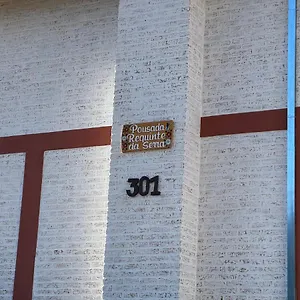 Pousada
Requinte
da Serra
301